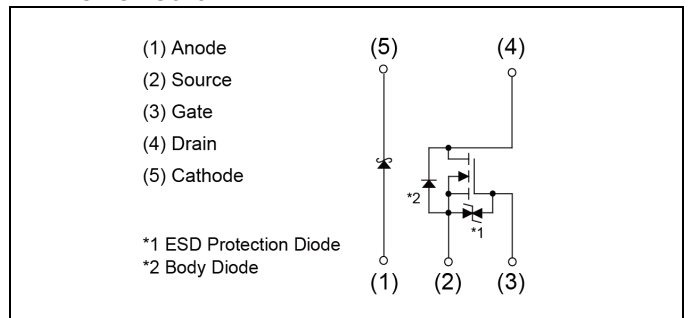 (1) Anode
(2) Source
(3) Gate
(4) Drain
(5) Cathode
*1 ESD Protection Diode
*2 Body Diode
(5)
(4)
*2
*1
(1)
(2)
(3)